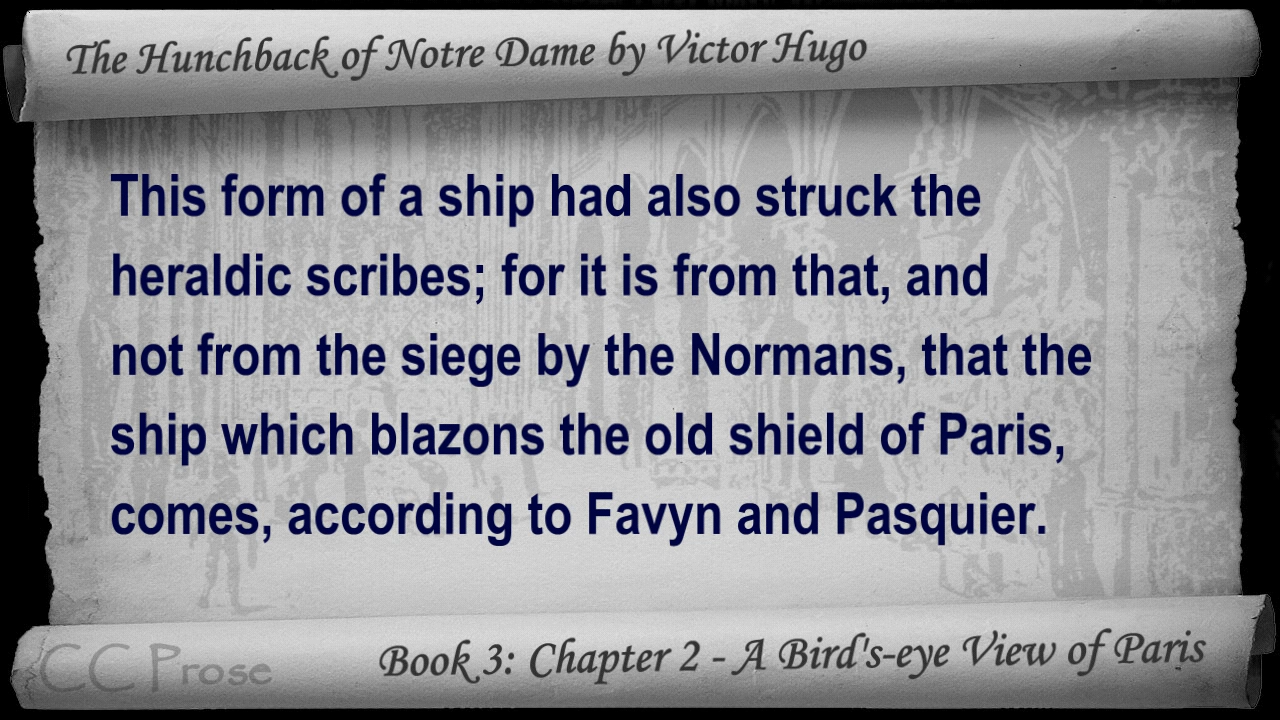 The Hunchback of Notre Dame by Victor Hugo
This form of a ship had also struck the
heraldic scribes; for it is from that, and
not from the siege by the Normans, that the
ship which blazons the old shield of Paris,
comes, according to Favyn and Pasquier.
CC Prose
Book 3: Chapter 2 - A Bird's-eye View of Paris